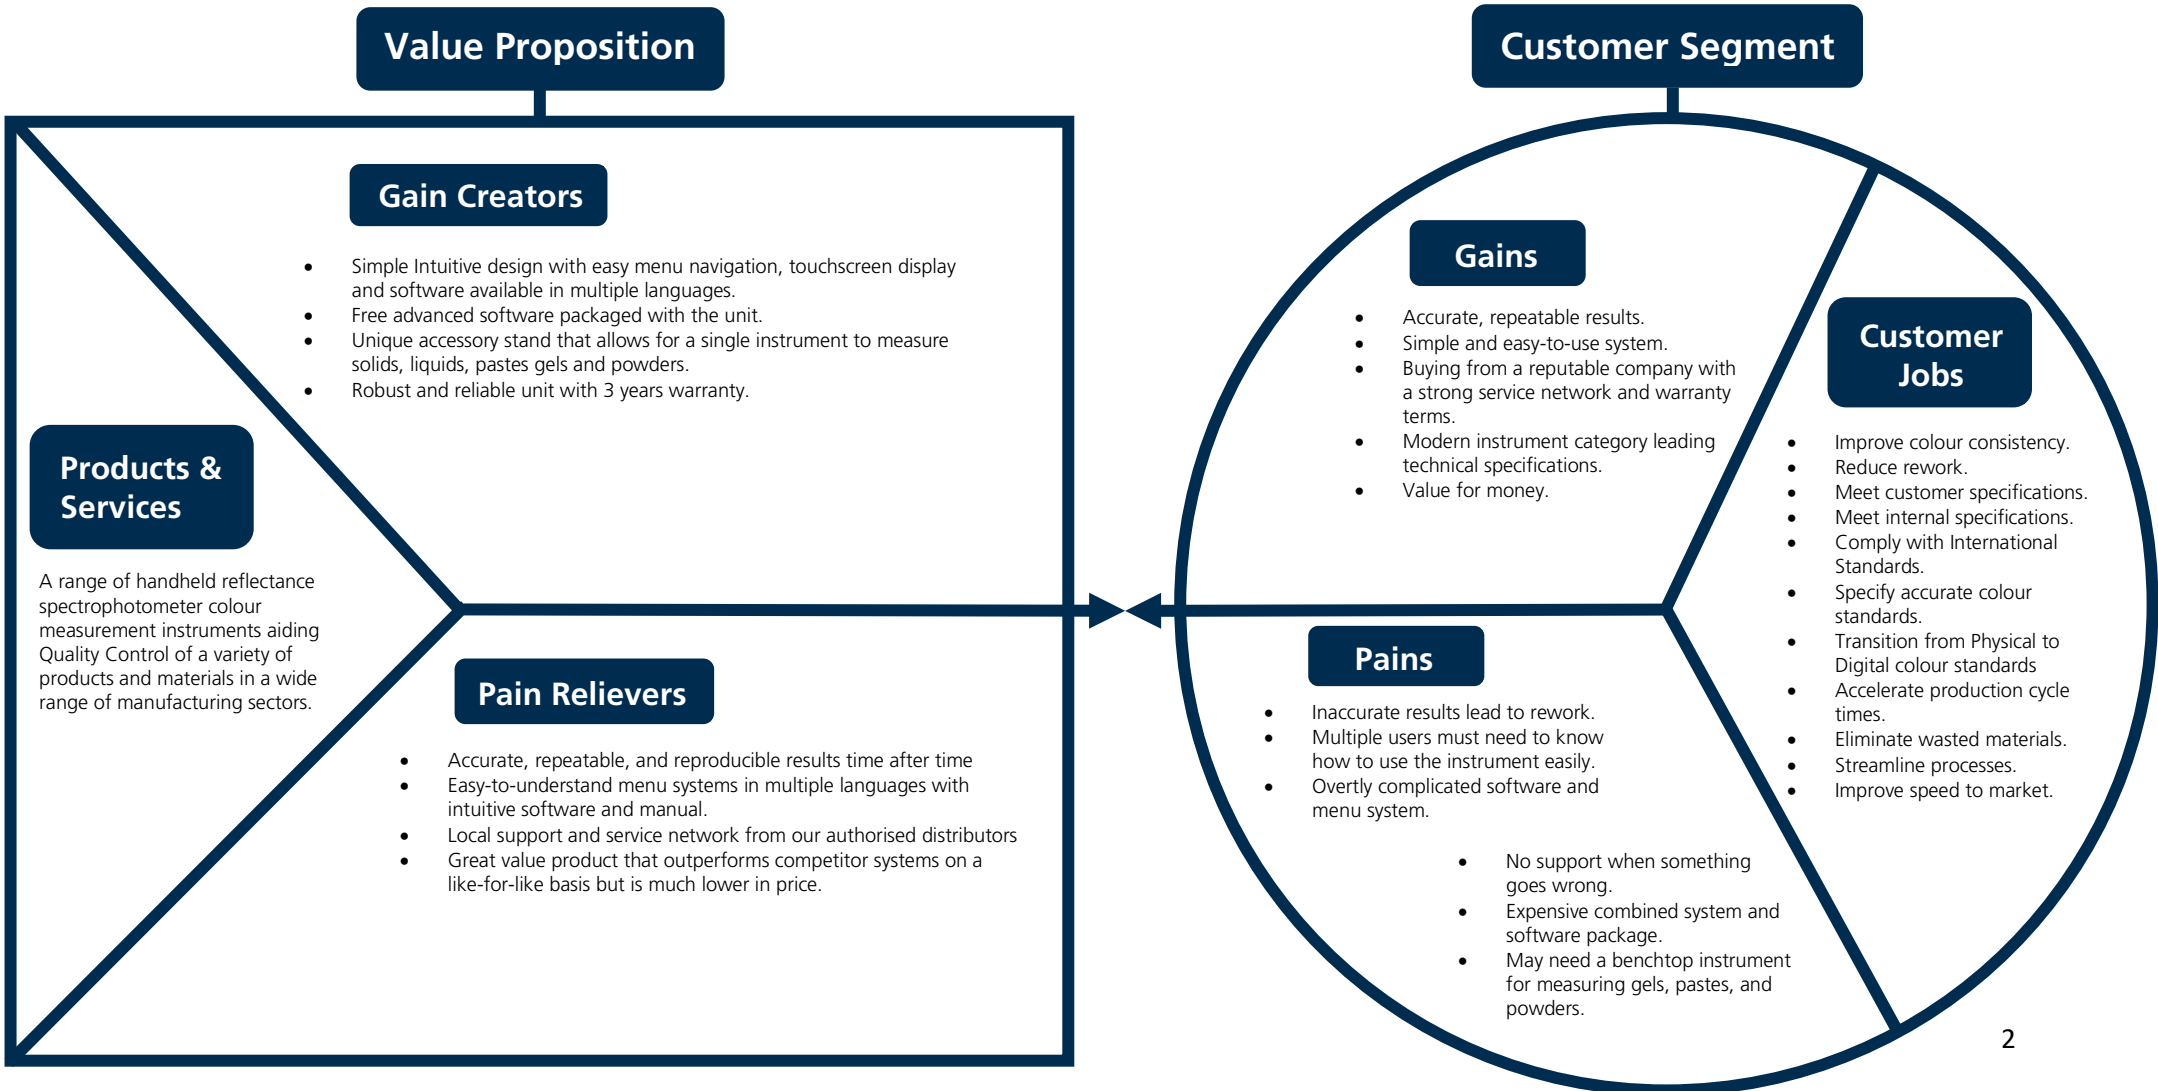 Value Proposition
Customer Segment
Gain Creators
• Simple Intuitive design with easy menu navigation, touchscreen display
and software available in multiple languages.
• Free advanced software packaged with the unit.
• Unique accessory stand that allows for a single instrument to measure
solids, liquids, pastes gels and powders.
• Robust and reliable unit with 3 years warranty.
Products &
Services
A range of handheld reflectance
spectrophotometer colour
measurement instruments aiding
Quality Control of a variety of
products and materials in a wide
range of manufacturing sectors.
Pain Relievers
• Accurate, repeatable, and reproducible results time after time
• Easy-to-understand menu systems in multiple languages with
intuitive software and manual.
• Local support and service network from our authorised distributors
• Great value product that outperforms competitor systems on a
like-for-like basis but is much lower in price.
Gains
• Accurate, repeatable results.
• Simple and easy-to-use system.
• Buying from a reputable company with
a strong service network and warranty
terms.
• Modern instrument category leading
technical specifications.
• Value for money.
Customer
Jobs
• Improve colour consistency.
• Reduce rework.
• Meet customer specifications.
• Meet internal specifications.
• Comply with International
Standards.
• Specify accurate colour
standards.
• Transition from Physical to
Digital colour standards
• Accelerate production cycle
times.
• Eliminate wasted materials.
• Streamline processes.
• Improve speed to market.
Pains
• Inaccurate results lead to rework.
• Multiple users must need to know
how to use the instrument easily.
• Overtly complicated software and
menu system.
• No support when something
goes wrong.
• Expensive combined system and
software package.
• May need a benchtop instrument
for measuring gels, pastes, and
powders.
2